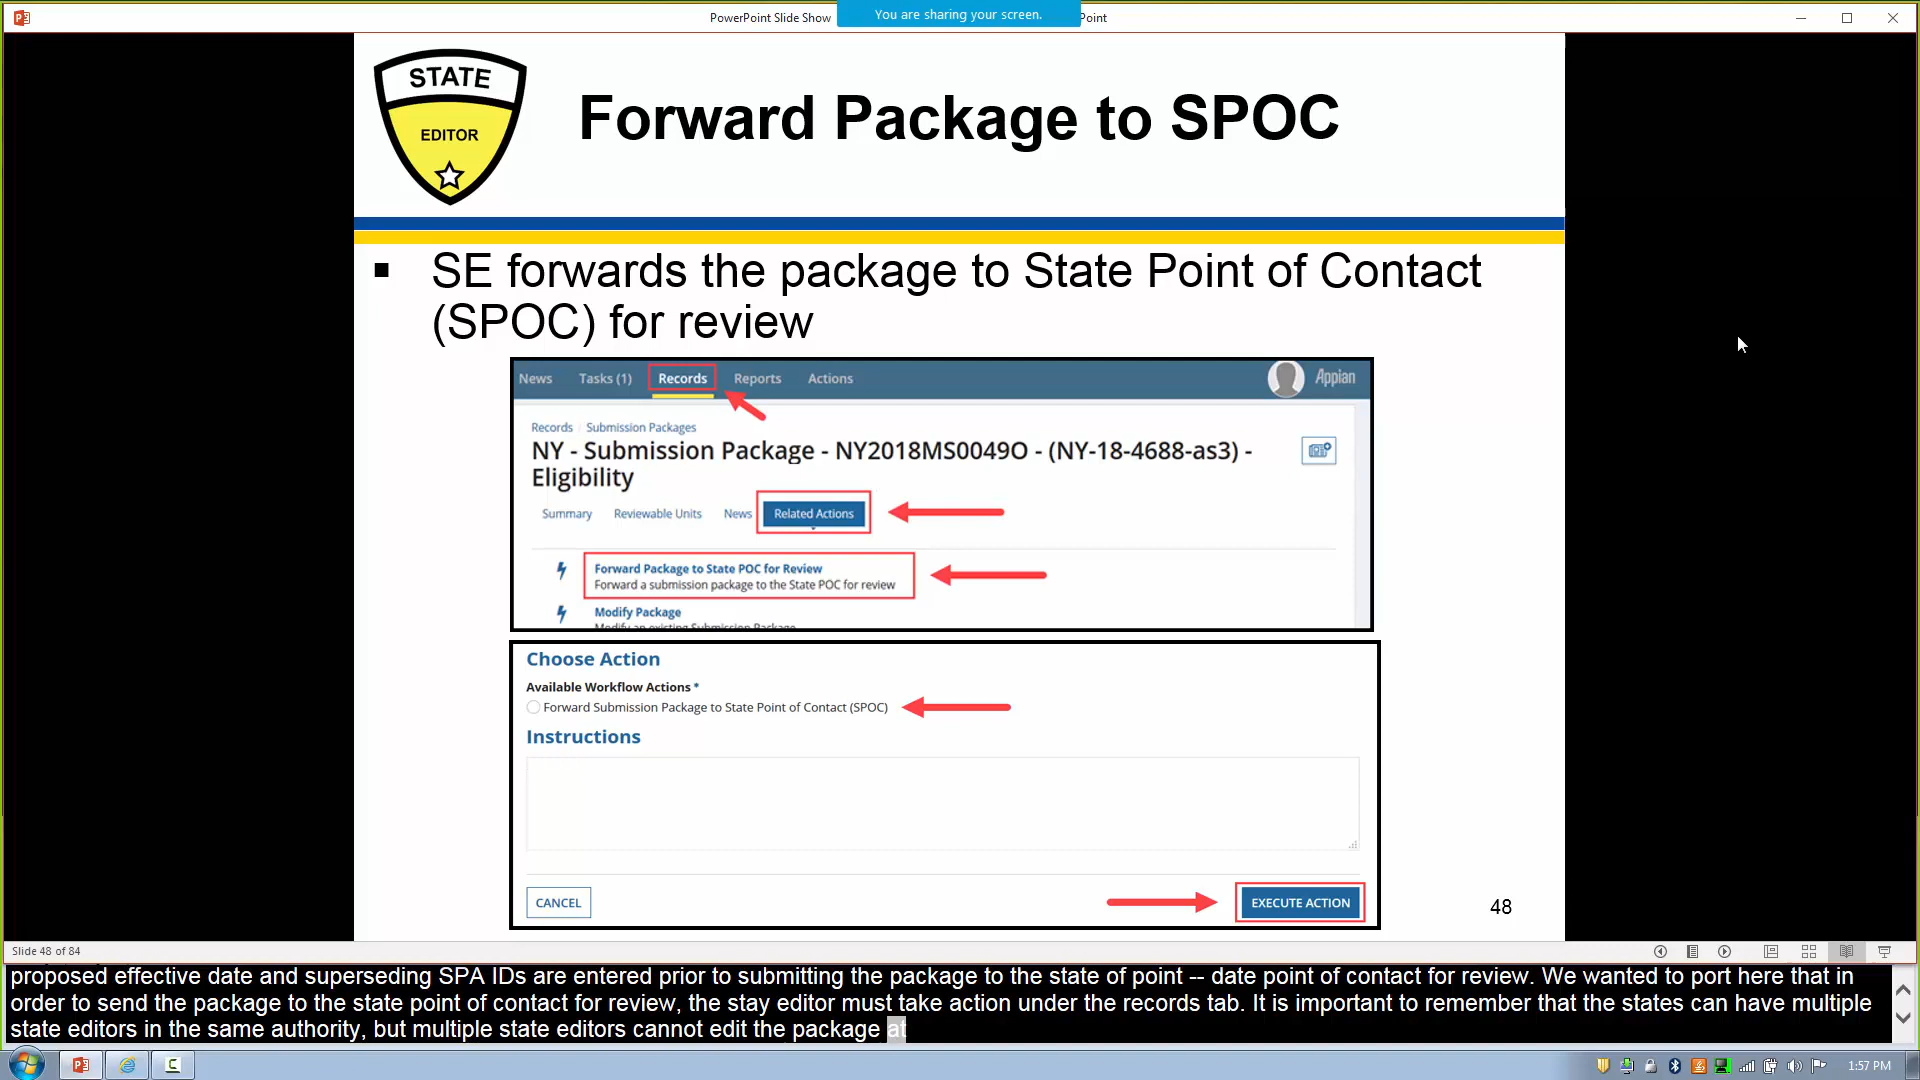 PowerPoint Slide Show
You are sharing your screen.
Point
STATE
EDITOR
Forward Package to SPOC
▪ SE forwards the package to State Point of Contact
(SPOC) for review
News Tasks (1) Records Reports Actions Appian
Records / Submission Packages
NY - Submission Package - NY2018MS0049O - (NY-18-4688-as3) -
Eligibility
Summary Reviewable Units News Related Actions
Forward Package to State POC for Review
Forward a submission package to the State POC for review
Modify Package
Modify an existing Submission Package
Choose Action
Available Workflow Actions *
Forward Submission Package to State Point of Contact (SPOC)
Instructions
CANCEL EXECUTE ACTION
48
Slide 48 of 84
proposed effective date and superseding SPA IDs are entered prior to submitting the package to the state of point -- date point of contact for review. We wanted to port here that in
order to send the package to the state point of contact for review, the stay editor must take action under the records tab. It is important to remember that the states can have multiple
state editors in the same authority, but multiple state editors cannot edit the package at
1:57 PM